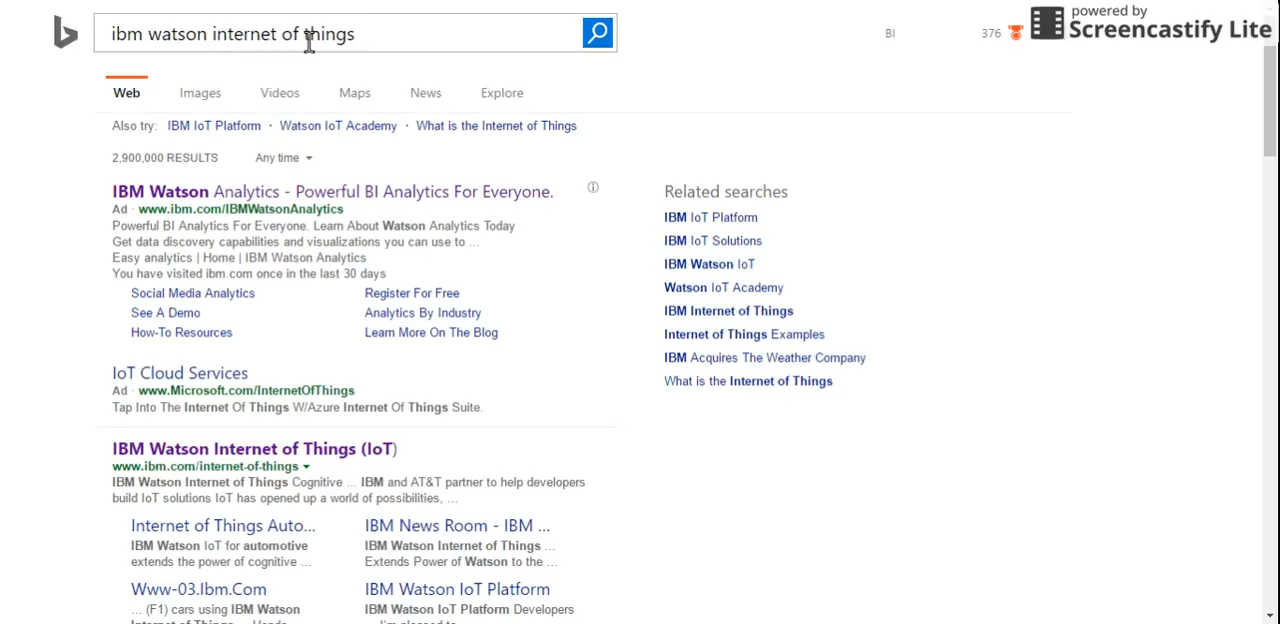 powered by
Screencastify Lite
ibm watson internet of things
BI
376
Web
Images
Videos
Maps
News
Explore
Also try: IBM IoT Platform · Watson IoT Academy · What is the Internet of Things
2,900,000 RESULTS
Any time
IBM Watson Analytics - Powerful BI Analytics For Everyone.
Ad · www.ibm.com/IBMWatsonAnalytics
Powerful BI Analytics For Everyone. Learn About Watson Analytics Today
Get data discovery capabilities and visualizations you can use to ...
Easy analytics | Home | IBM Watson Analytics
You have visited ibm.com once in the last 30 days
Social Media Analytics
Register For Free
See A Demo
Analytics By Industry
How-To Resources
Learn More On The Blog
IoT Cloud Services
Ad · www.Microsoft.com/InternetOfThings
Tap Into The Internet Of Things W/Azure Internet Of Things Suite.
IBM Watson Internet of Things (IoT)
www.ibm.com/internet-of-things
IBM Watson Internet of Things Cognitive ... IBM and AT&T partner to help developers
build IoT solutions IoT has opened up a world of possibilities, ...
Internet of Things Auto...
IBM Watson IoT for automotive
extends the power of cognitive ...
IBM News Room - IBM ...
IBM Watson Internet of Things ...
Extends Power of Watson to the ...
Www-03.Ibm.Com
... (F1) cars using IBM Watson
Internet of Things
IBM Watson IoT Platform
IBM Watson IoT Platform Developers
... I'm pleased to
Related searches
IBM IoT Platform
IBM IoT Solutions
IBM Watson IoT
Watson IoT Academy
IBM Internet of Things
Internet of Things Examples
IBM Acquires The Weather Company
What is the Internet of Things